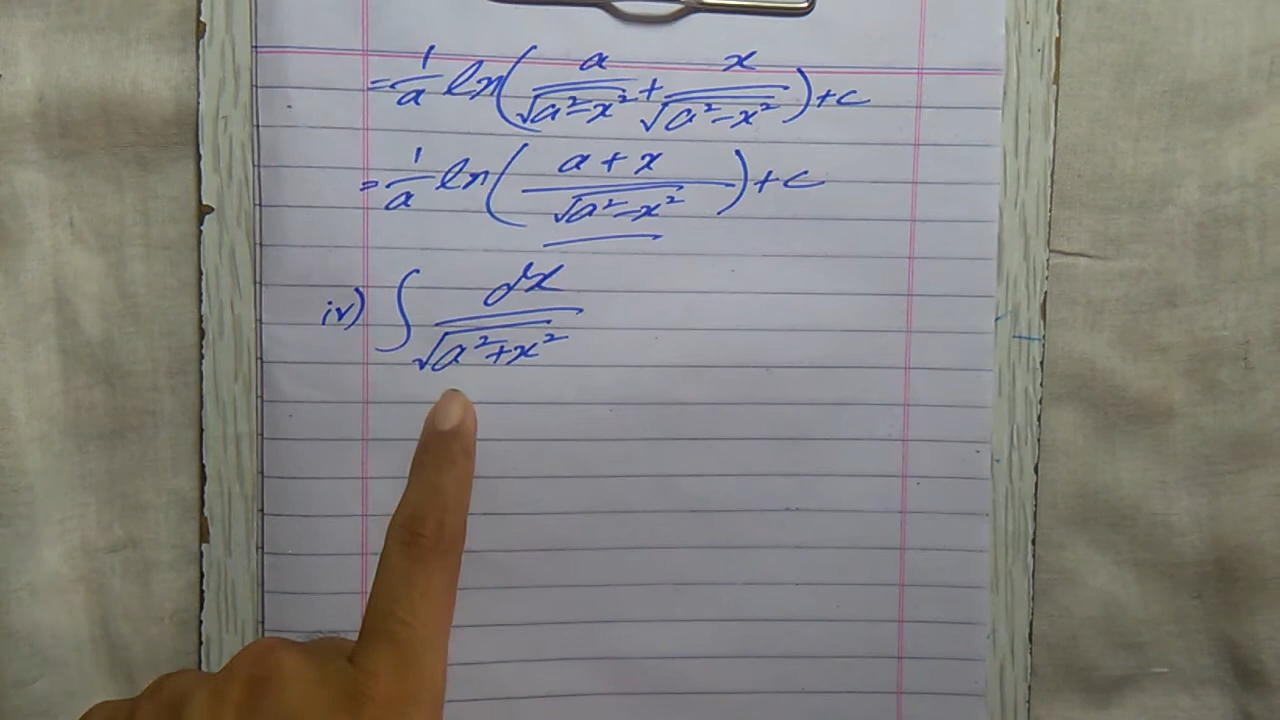 = 1/a ln( a/√(a²-x²) + x/√(a²-x²) ) + c
= 1/a ln( (a + x)/√(a²-x²) ) + c
iv) ∫ dx/√(a²+x²)